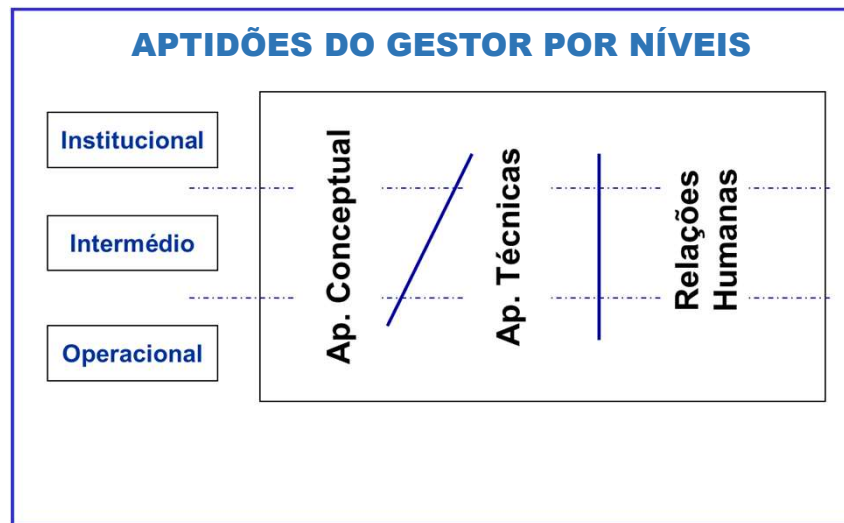 APTIDÕES DO GESTOR POR NÍVEIS
Institucional
Intermédio
Operacional
Ap. Conceptual
Ap. Técnicas
Relações
Humanas